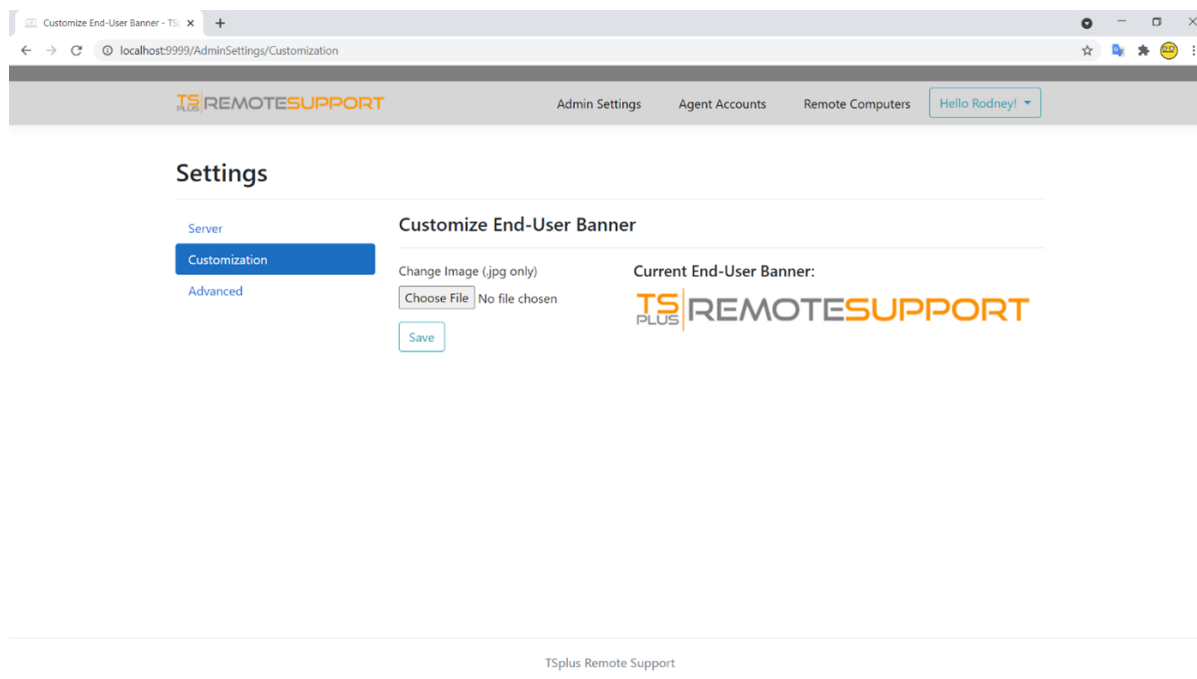 Customize End-User Banner - TS
localhost:9999/AdminSettings/Customization
TS PLUS REMOTESUPPORT
Admin Settings Agent Accounts Remote Computers Hello Rodney!
Settings
Server
Customization
Advanced
Customize End-User Banner
Change Image (.jpg only)
Choose File No file chosen
Save
Current End-User Banner:
TS PLUS REMOTESUPPORT
TSplus Remote Support